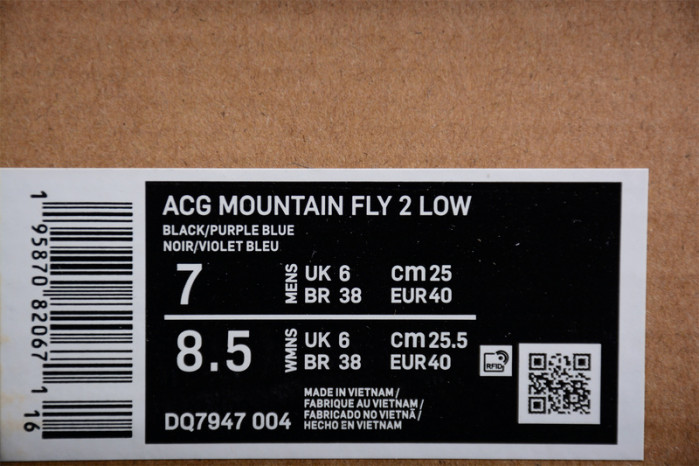 ACG MOUNTAIN FLY 2 LOW
BLACK/PURPLE BLUE
NOIR/VIOLET BLEU
7 MENS UK 6 cm 25
BR 38 EUR 40
8.5 WMNS UK 6 cm 25.5
BR 38 EUR 40
RFID
MADE IN VIETNAM /
FABRIQUE AU VIETNAM /
FABRICADO NO VIETNÃ /
HECHO EN VIETNAM
DQ7947 004
1 95870 82067 1 16